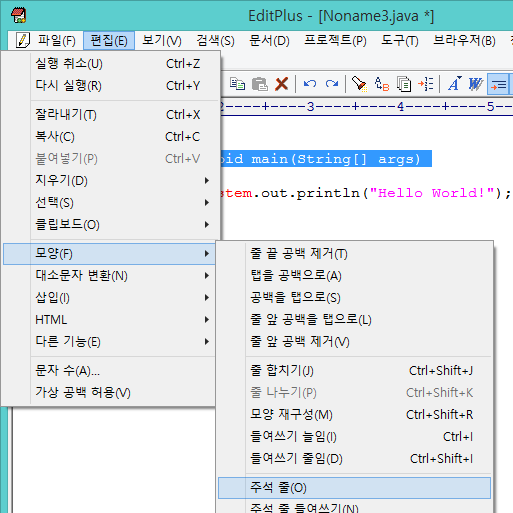 EditPlus - [Noname3.java *]
파일(F) 편집(E) 보기(V) 검색(S) 문서(D) 프로젝트(P) 도구(T) 브라우저(B)
실행 취소(U) Ctrl+Z
다시 실행(R) Ctrl+Y
잘라내기(T) Ctrl+X
복사(C) Ctrl+C
붙여넣기(P) Ctrl+V
지우기(D)
선택(S)
클립보드(O)
모양(F)
대소문자 변환(N)
삽입(I)
HTML
다른 기능(E)
문자 수(A)...
가상 공백 허용(V)
2----+----3----+----4----+----5--
oid main(String[] args)
stem.out.println("Hello World!");
줄 끝 공백 제거(T)
탭을 공백으로(A)
공백을 탭으로(S)
줄 앞 공백을 탭으로(L)
줄 앞 공백 제거(V)
줄 합치기(J) Ctrl+Shift+J
줄 나누기(P) Ctrl+Shift+K
모양 재구성(M) Ctrl+Shift+R
들여쓰기 늘임(I) Ctrl+I
들여쓰기 줄임(D) Ctrl+Shift+I
주석 줄(O)
주석 줄 들여쓰기(N)